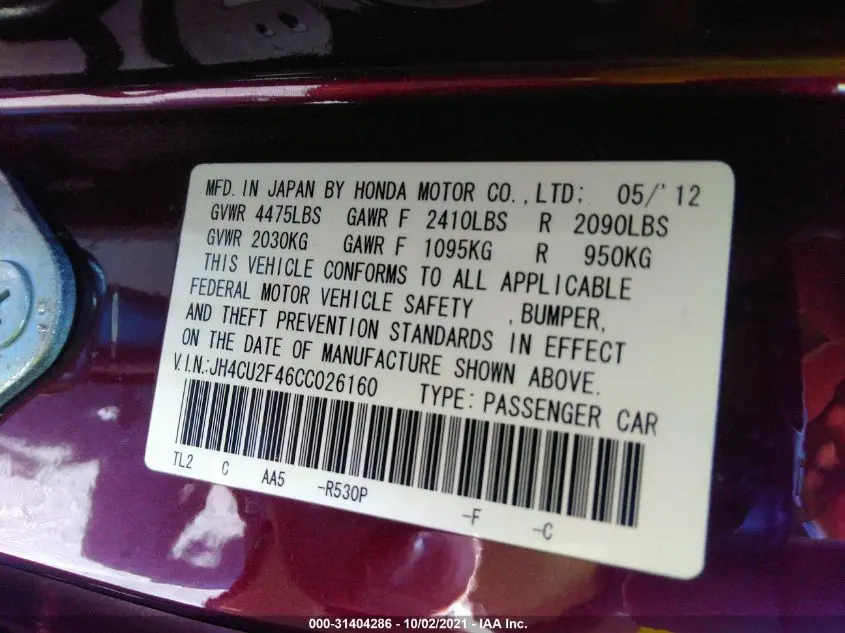 MFD. IN JAPAN BY HONDA MOTOR CO.,LTD; 05/'12
GVWR 4475LBS GAWR F 2410LBS R 2090LBS
GVWR 2030KG GAWR F 1095KG R 950KG
THIS VEHICLE CONFORMS TO ALL APPLICABLE
FEDERAL MOTOR VEHICLE SAFETY ,BUMPER,
AND THEFT PREVENTION STANDARDS IN EFFECT
ON THE DATE OF MANUFACTURE SHOWN ABOVE.
V.I.N.:JH4CU2F46CC026160 TYPE:PASSENGER CAR
TL2 C AA5 -R530P -F -C
000-31404286 - 10/02/2021 - IAA Inc.